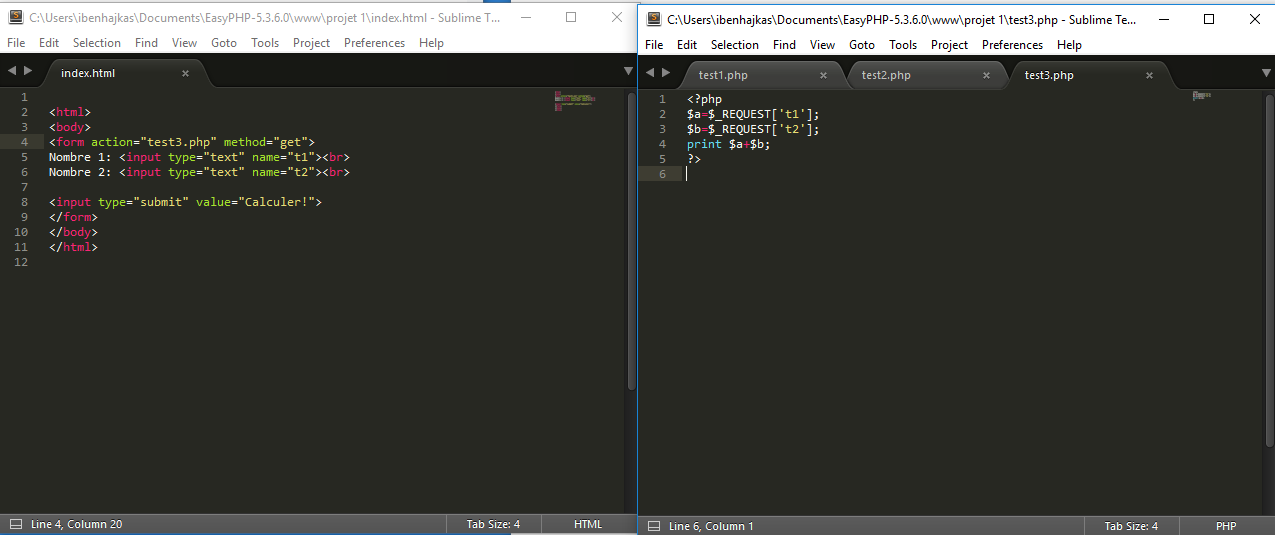 C:\Users\ibenhajkas\Documents\EasyPHP-5.3.6.0\www\projet 1\index.html - Sublime T...
File Edit Selection Find View Goto Tools Project Preferences Help
index.html ×
1
2 <html>
3 <body>
4 <form action="test3.php" method="get">
5 Nombre 1: <input type="text" name="t1"><br>
6 Nombre 2: <input type="text" name="t2"><br>
7
8 <input type="submit" value="Calculer!">
9 </form>
10 </body>
11 </html>
12
Line 4, Column 20 Tab Size: 4 HTML
C:\Users\ibenhajkas\Documents\EasyPHP-5.3.6.0\www\projet 1\test3.php - Sublime Te...
File Edit Selection Find View Goto Tools Project Preferences Help
test1.php × test2.php × test3.php ×
1 <?php
2 $a=$_REQUEST['t1'];
3 $b=$_REQUEST['t2'];
4 print $a+$b;
5 ?>
6
Line 6, Column 1 Tab Size: 4 PHP